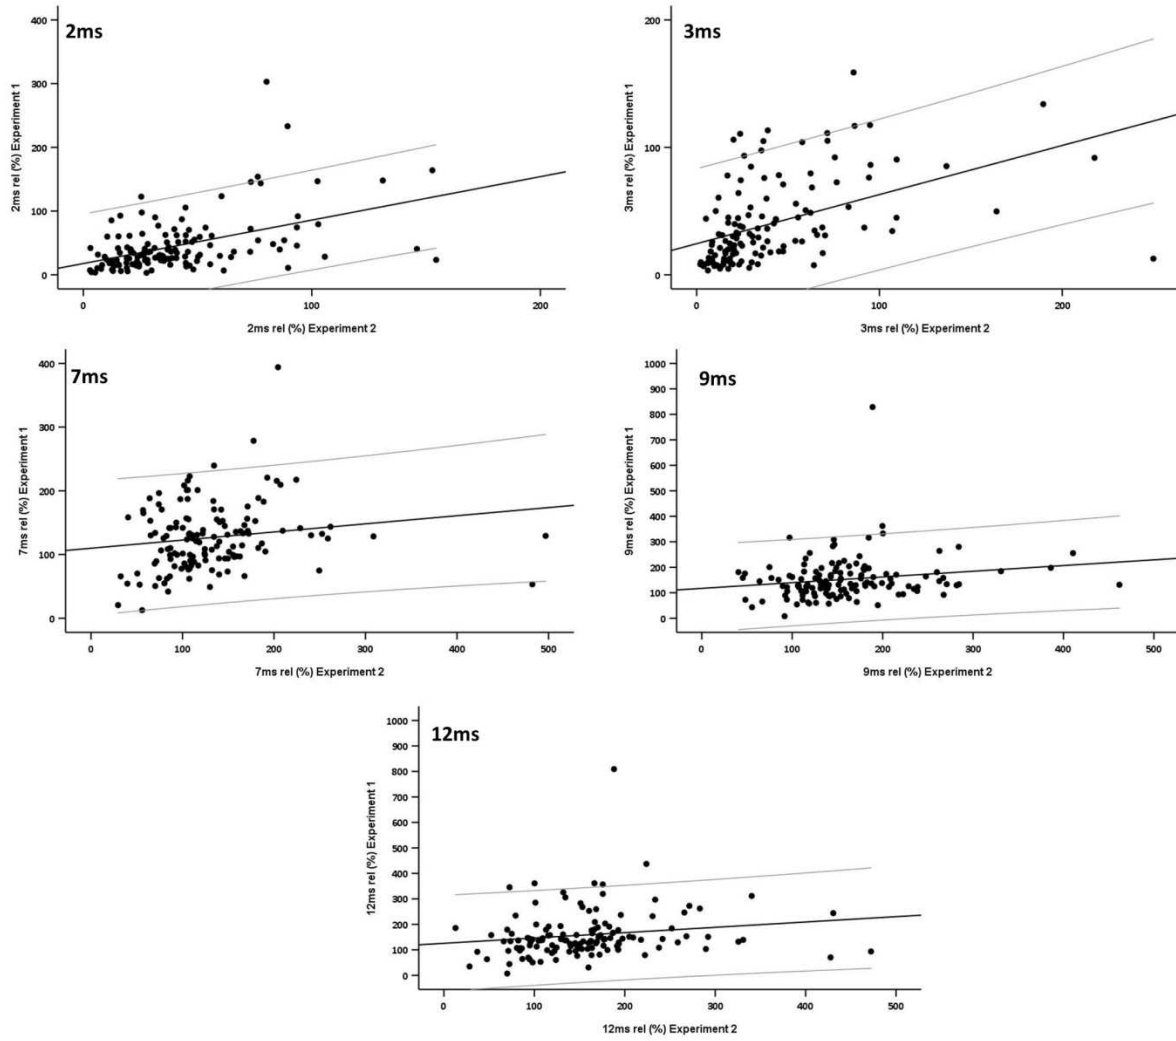 2ms
400
300
200
100
0
2ms rel (%) Experiment 1
0 100 200
2ms rel (%) Experiment 2
3ms
200
100
0
3ms rel (%) Experiment 1
0 100 200
3ms rel (%) Experiment 2
7ms
400
300
200
100
0
7ms rel (%) Experiment 1
0 100 200 300 400 500
7ms rel (%) Experiment 2
9ms
1000
900
800
700
600
500
400
300
200
100
0
9ms rel (%) Experiment 1
0 100 200 300 400 500
9ms rel (%) Experiment 2
12ms
1000
900
800
700
600
500
400
300
200
100
0
12ms rel (%) Experiment 1
0 100 200 300 400 500
12ms rel (%) Experiment 2